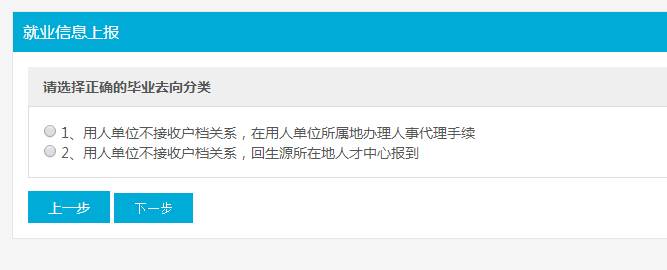 就业信息上报
请选择正确的毕业去向分类
1、用人单位不接收户档关系，在用人单位所属地办理人事代理手续
2、用人单位不接收户档关系，回生源所在地人才中心报到
上一步 下一步